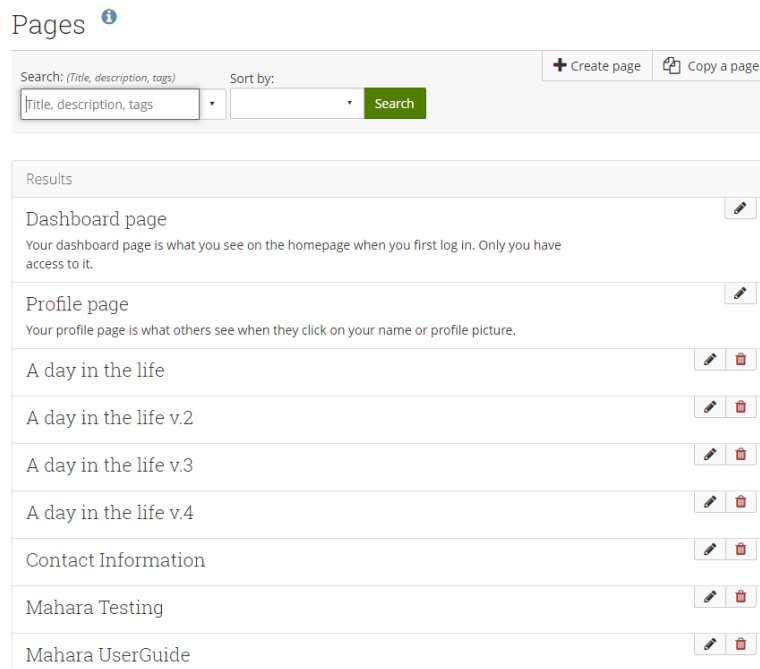 Pages
Create page
Copy a page
Search: (Title, description, tags)
Sort by:
Title, description, tags
Search
Results
Dashboard page
Your dashboard page is what you see on the homepage when you first log in. Only you have
access to it.
Profile page
Your profile page is what others see when they click on your name or profile picture.
A day in the life
A day in the life v.2
A day in the life v.3
A day in the life v.4
Contact Information
Mahara Testing
Mahara UserGuide